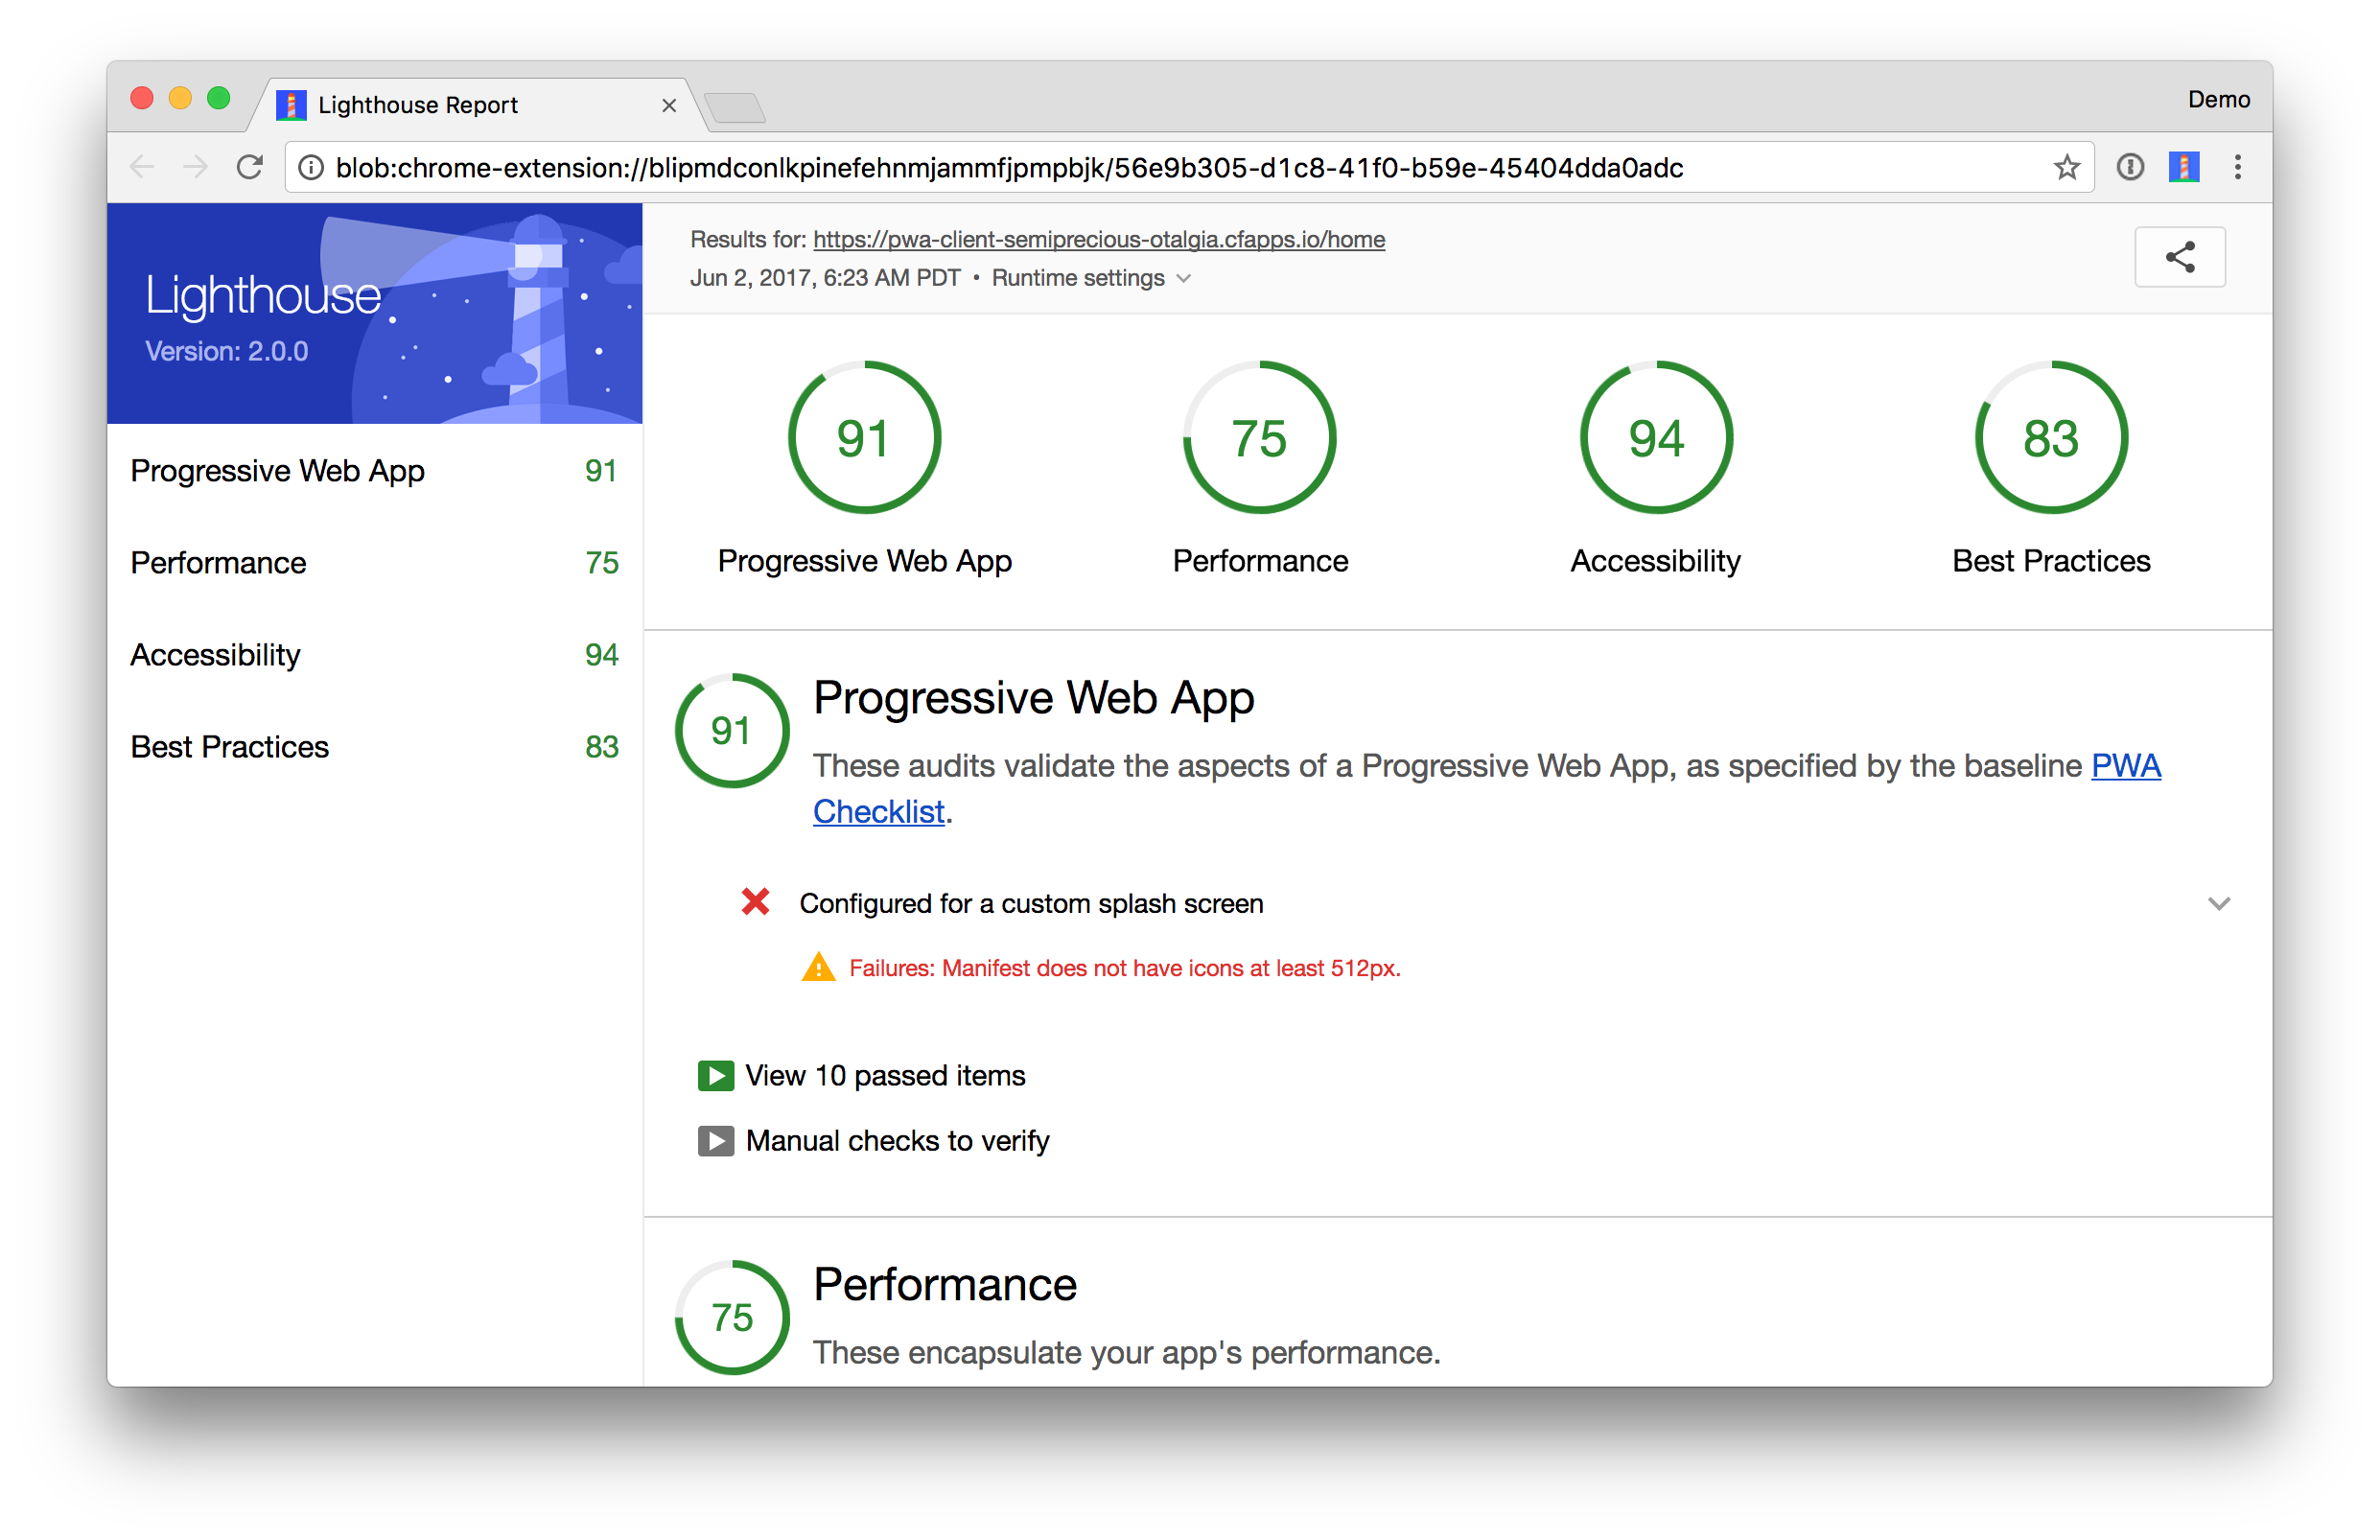 Lighthouse Report
Demo
blob:chrome-extension://blipmdconlkpinefehnmjammfjpmpbjk/56e9b305-d1c8-41f0-b59e-45404dda0adc
Lighthouse
Version: 2.0.0
Progressive Web App 91
Performance 75
Accessibility 94
Best Practices 83
Results for: https://pwa-client-semiprecious-otalgia.cfapps.io/home
Jun 2, 2017, 6:23 AM PDT • Runtime settings
91 75 94 83
Progressive Web App Performance Accessibility Best Practices
91
Progressive Web App
These audits validate the aspects of a Progressive Web App, as specified by the baseline PWA
Checklist.
Configured for a custom splash screen
Failures: Manifest does not have icons at least 512px.
View 10 passed items
Manual checks to verify
75
Performance
These encapsulate your app's performance.